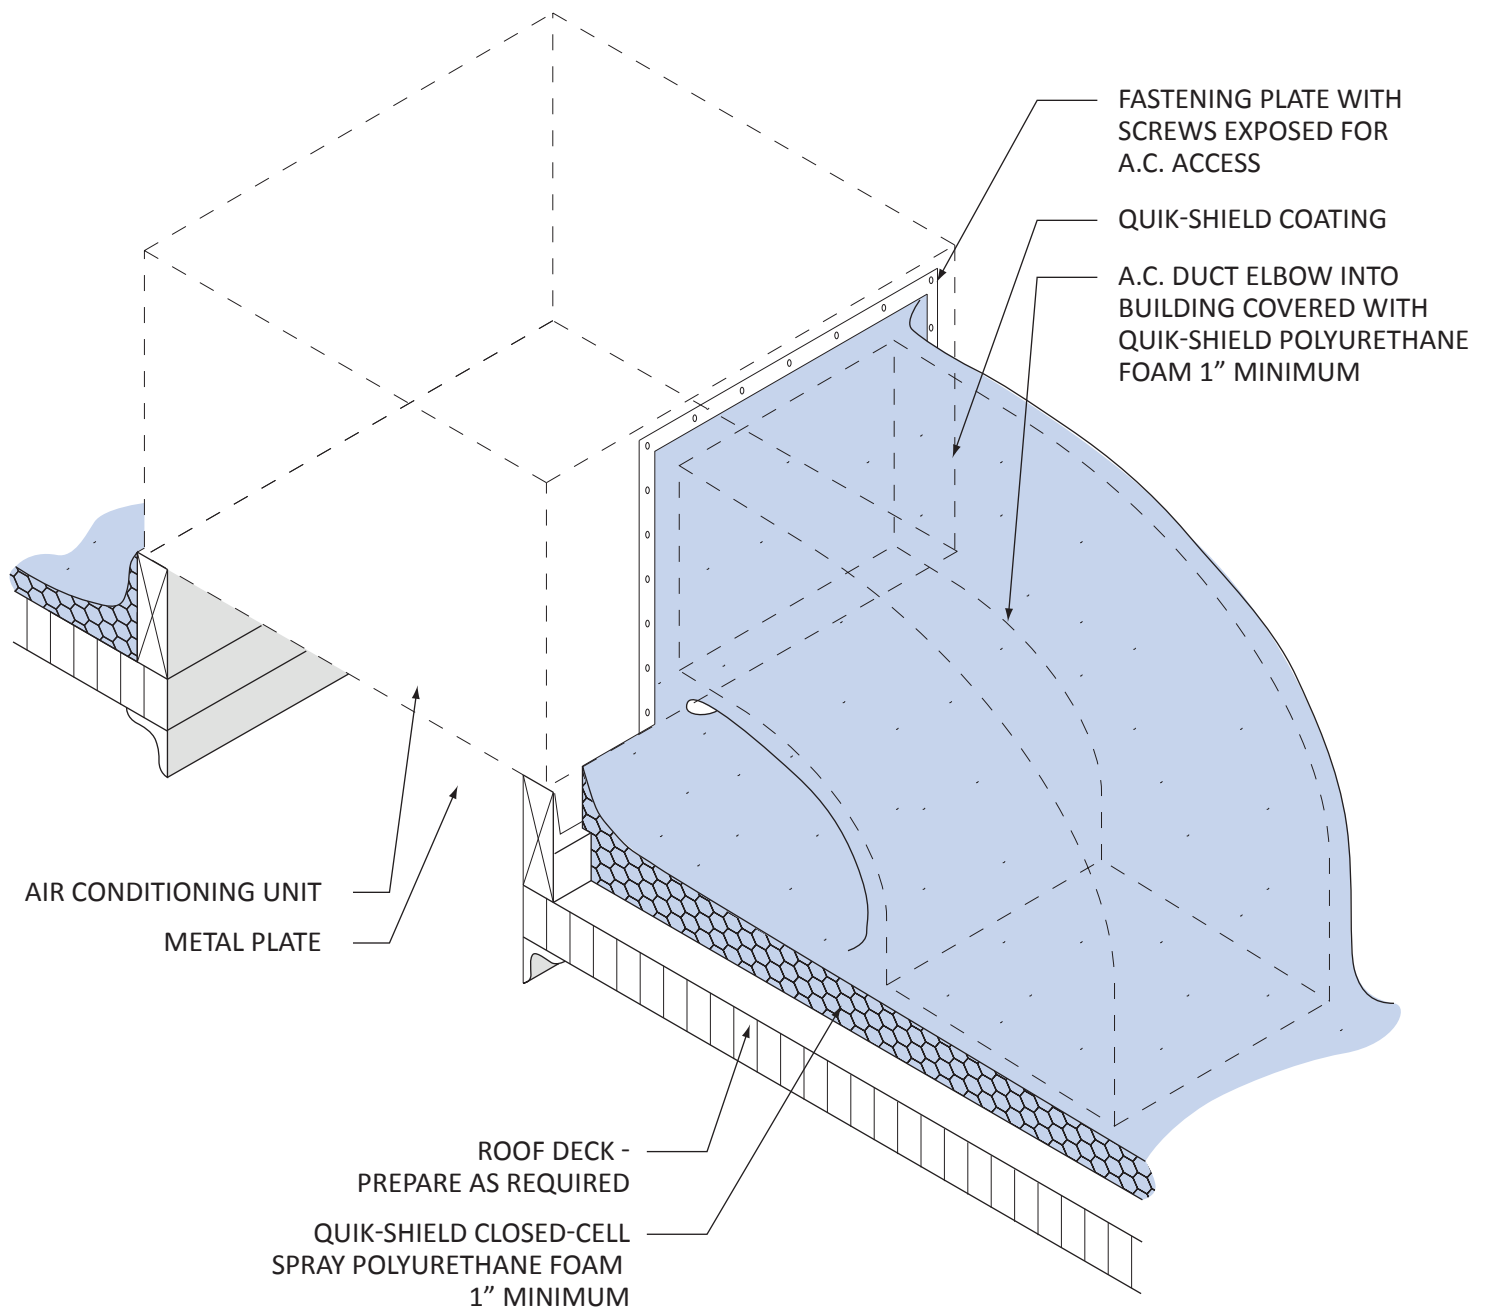 FASTENING PLATE WITH
SCREWS EXPOSED FOR
A.C. ACCESS
QUIK-SHIELD COATING
A.C. DUCT ELBOW INTO
BUILDING COVERED WITH
QUIK-SHIELD POLYURETHANE
FOAM 1” MINIMUM
AIR CONDITIONING UNIT
METAL PLATE
ROOF DECK -
PREPARE AS REQUIRED
QUIK-SHIELD CLOSED-CELL
SPRAY POLYURETHANE FOAM
1” MINIMUM